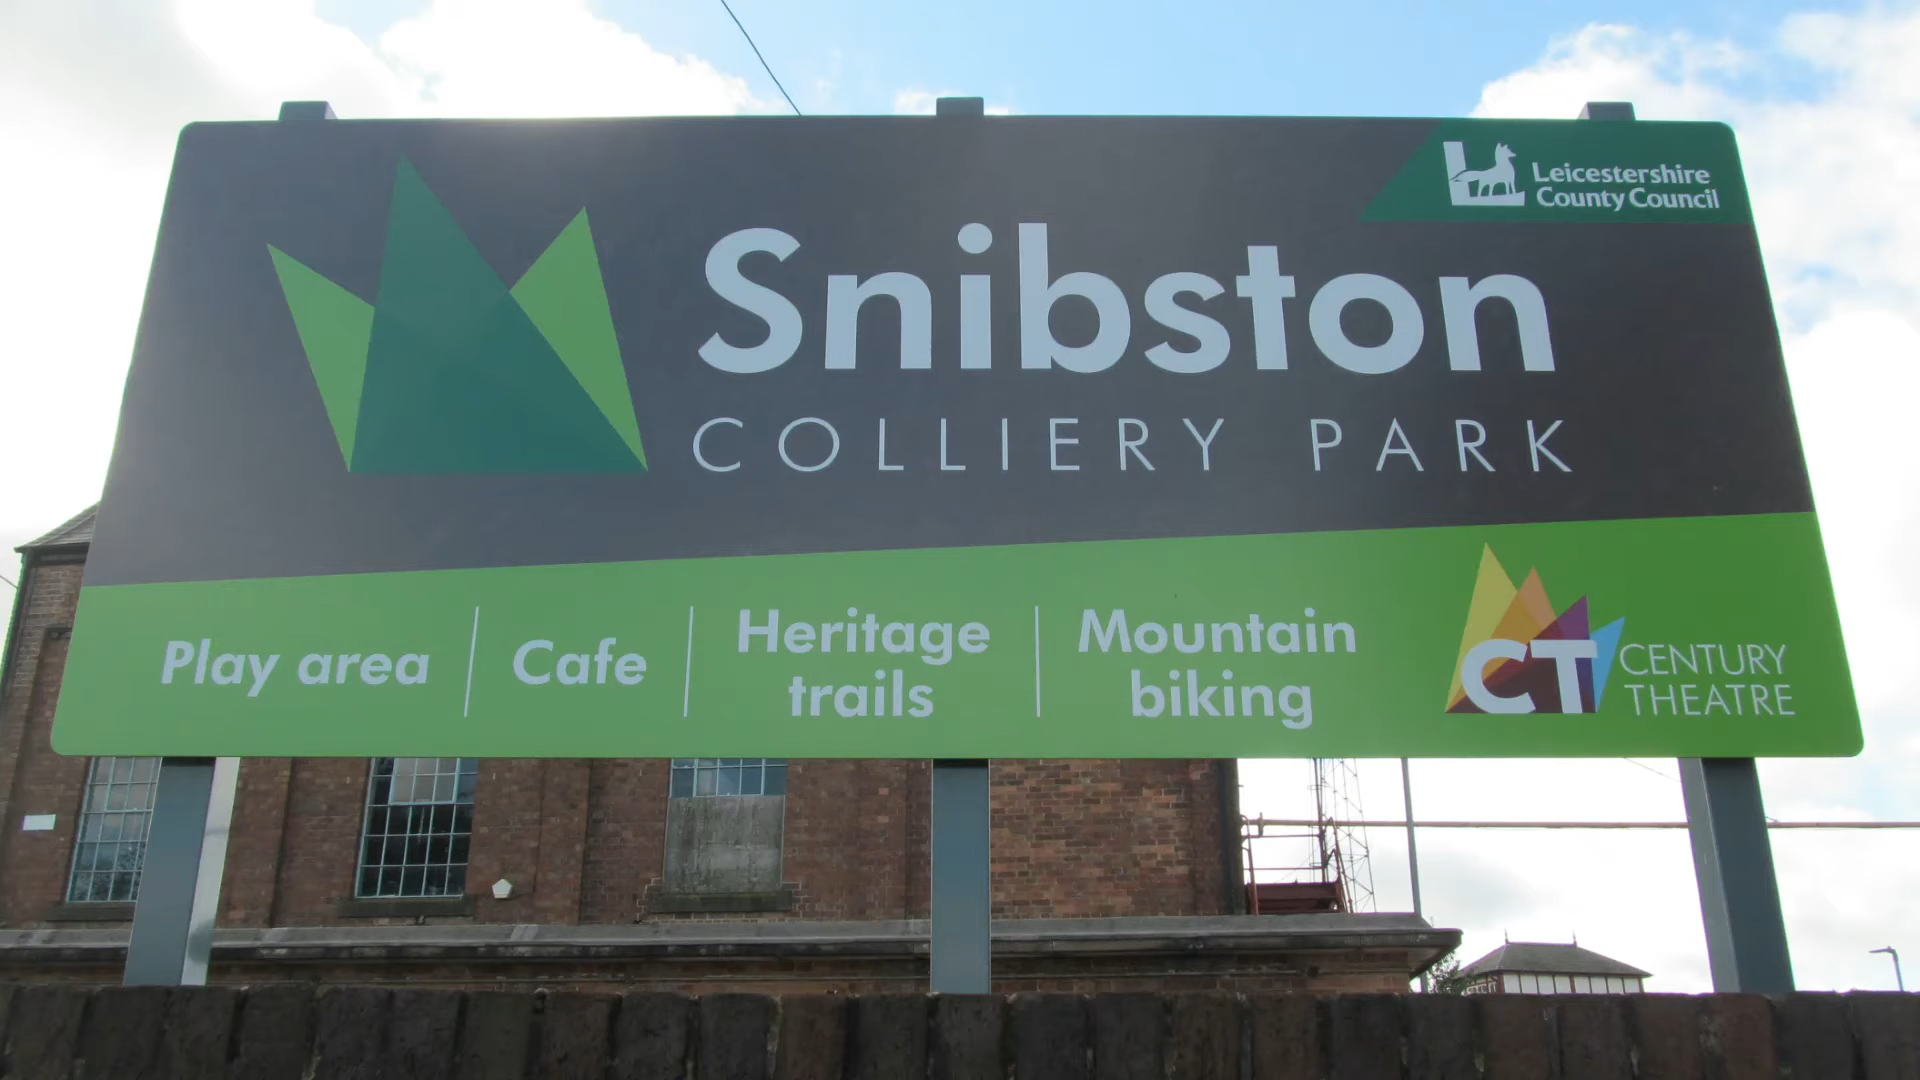 Leicestershire
County Council
Snibston
COLLIERY PARK
Play area
Cafe
Heritage
trails
Mountain
biking
CT
CENTURY
THEATRE